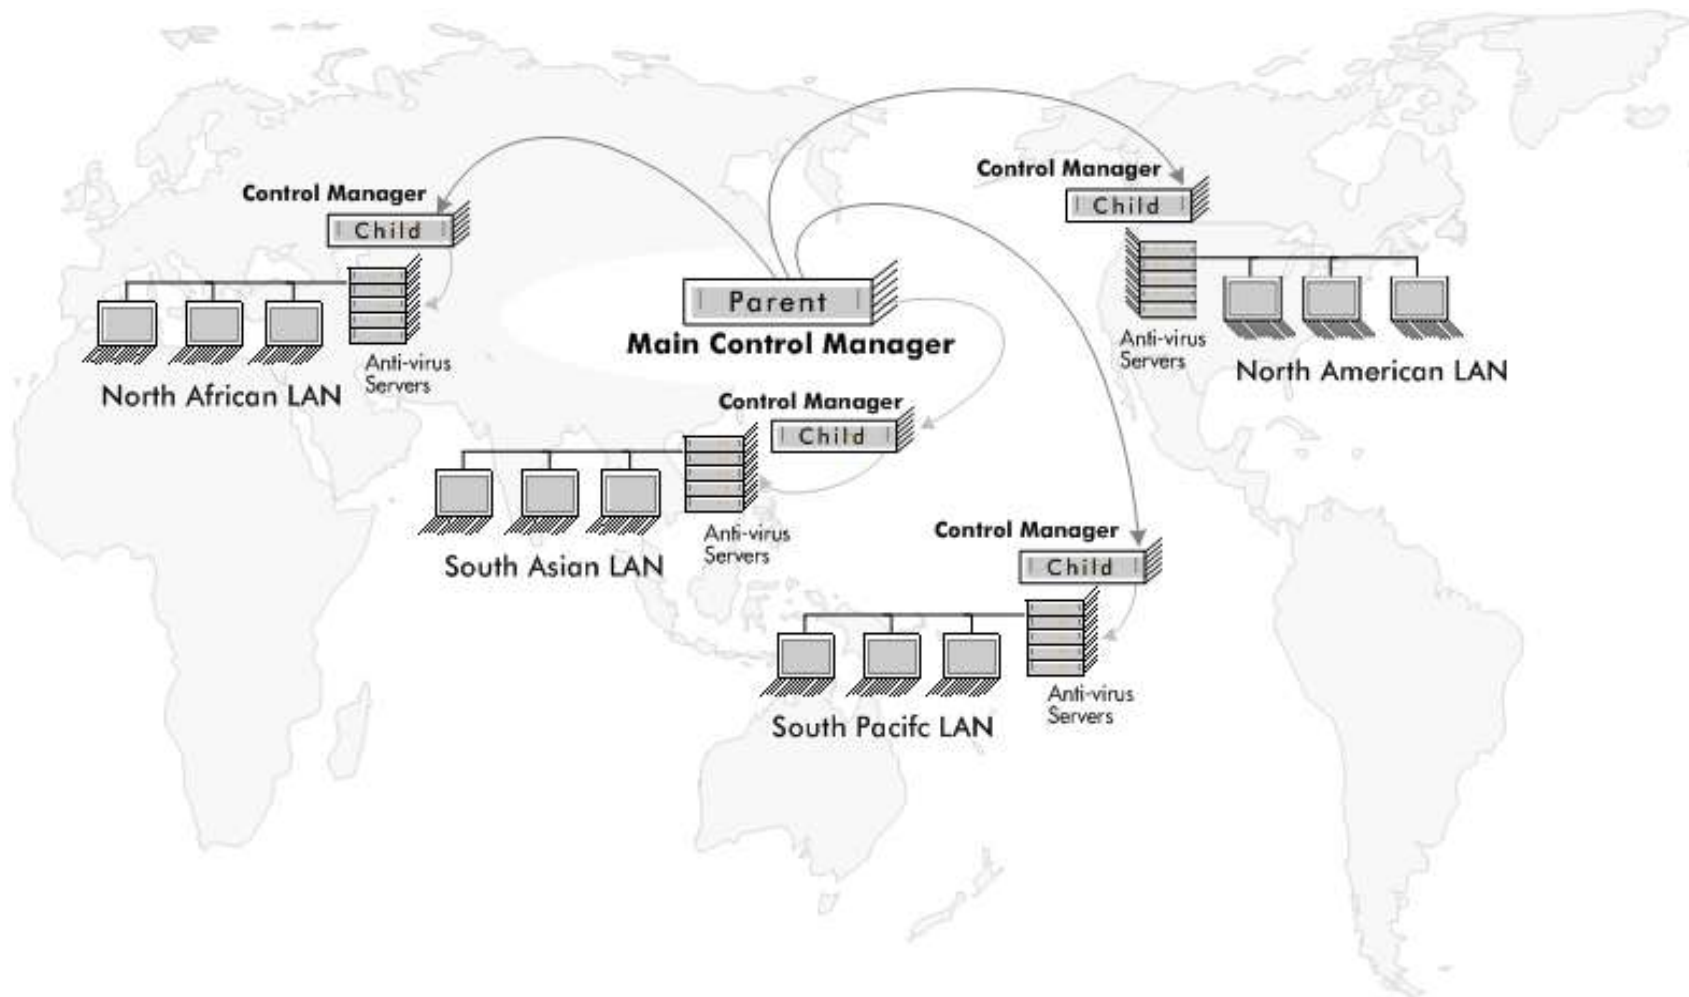 Control Manager
Child
Anti-virus
Servers
North African LAN
Parent
Main Control Manager
Control Manager
Child
Anti-virus
Servers
North American LAN
Control Manager
Child
Anti-virus
Servers
South Asian LAN
Control Manager
Child
Anti-virus
Servers
South Pacifc LAN